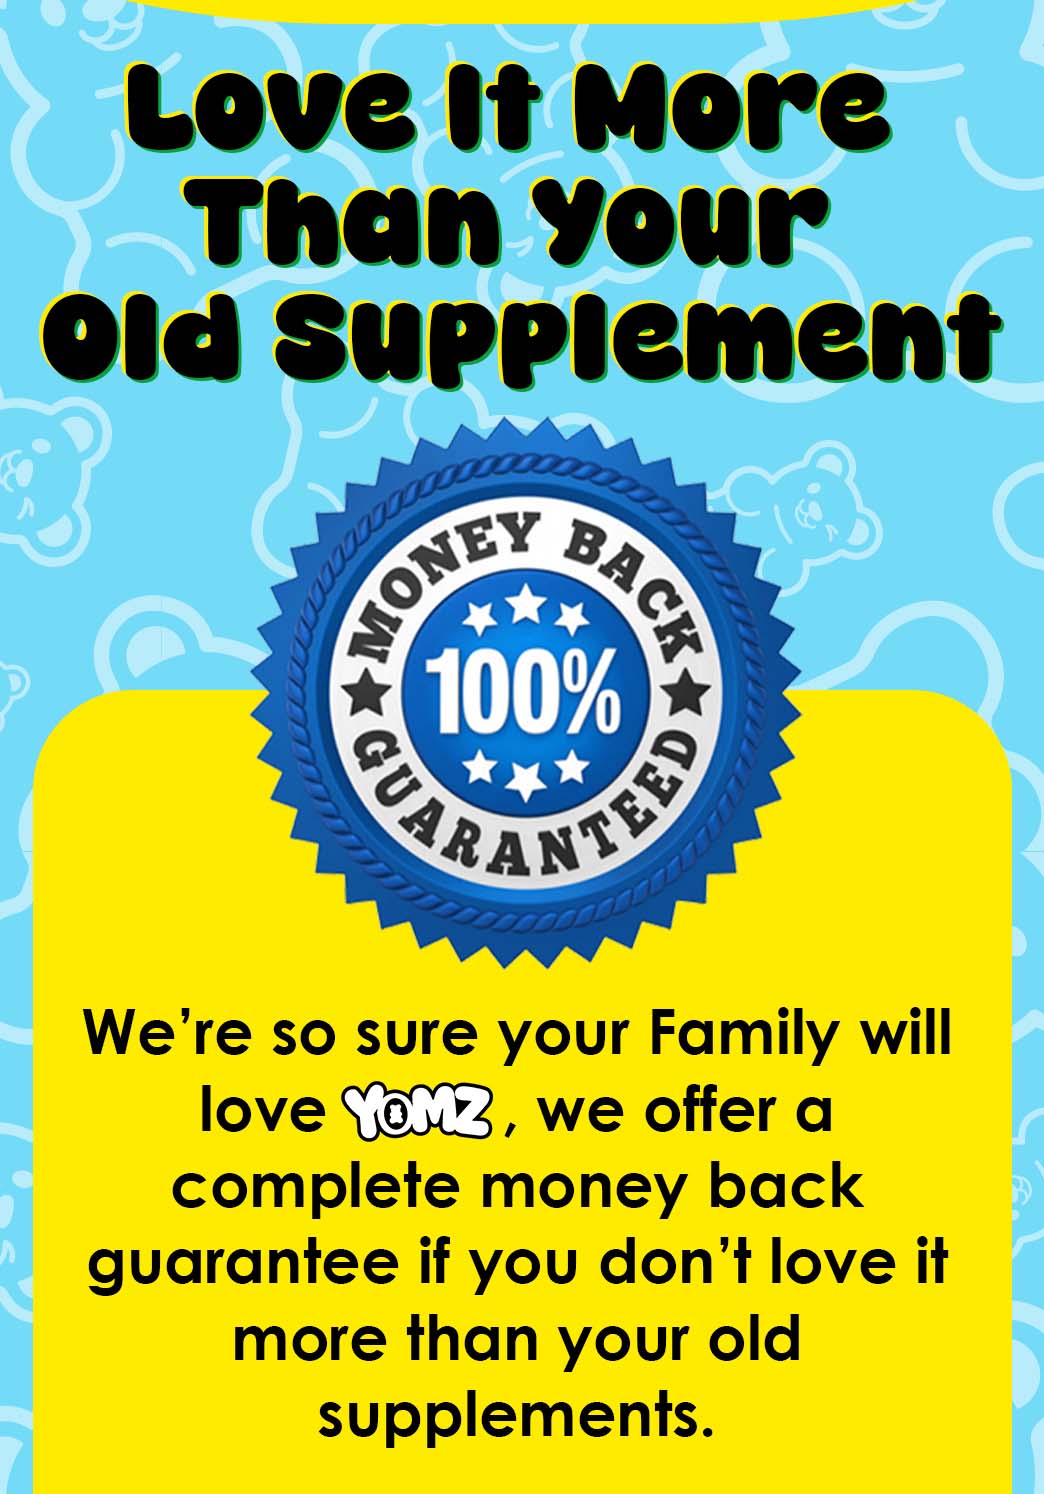 Love It More
Than Your
Old Supplement
MONEY BACK
100%
GUARANTEED
We’re so sure your Family will
love YOMZ, we offer a
complete money back
guarantee if you don’t love it
more than your old
supplements.